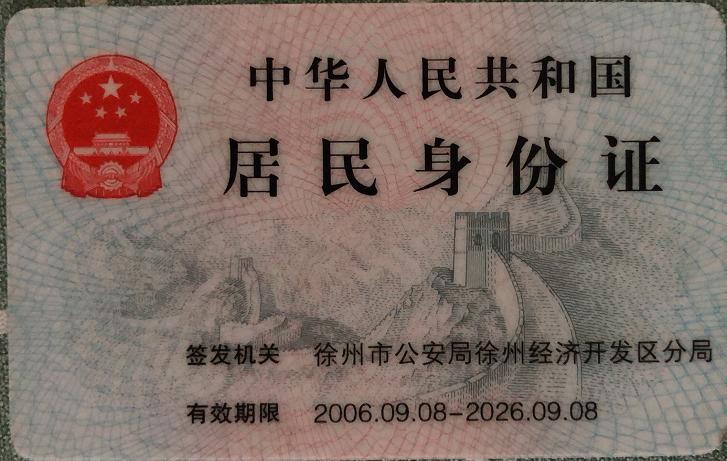 中华人民共和国
居民身份证
签发机关 徐州市公安局徐州经济开发区分局
有效期限 2006.09.08-2026.09.08